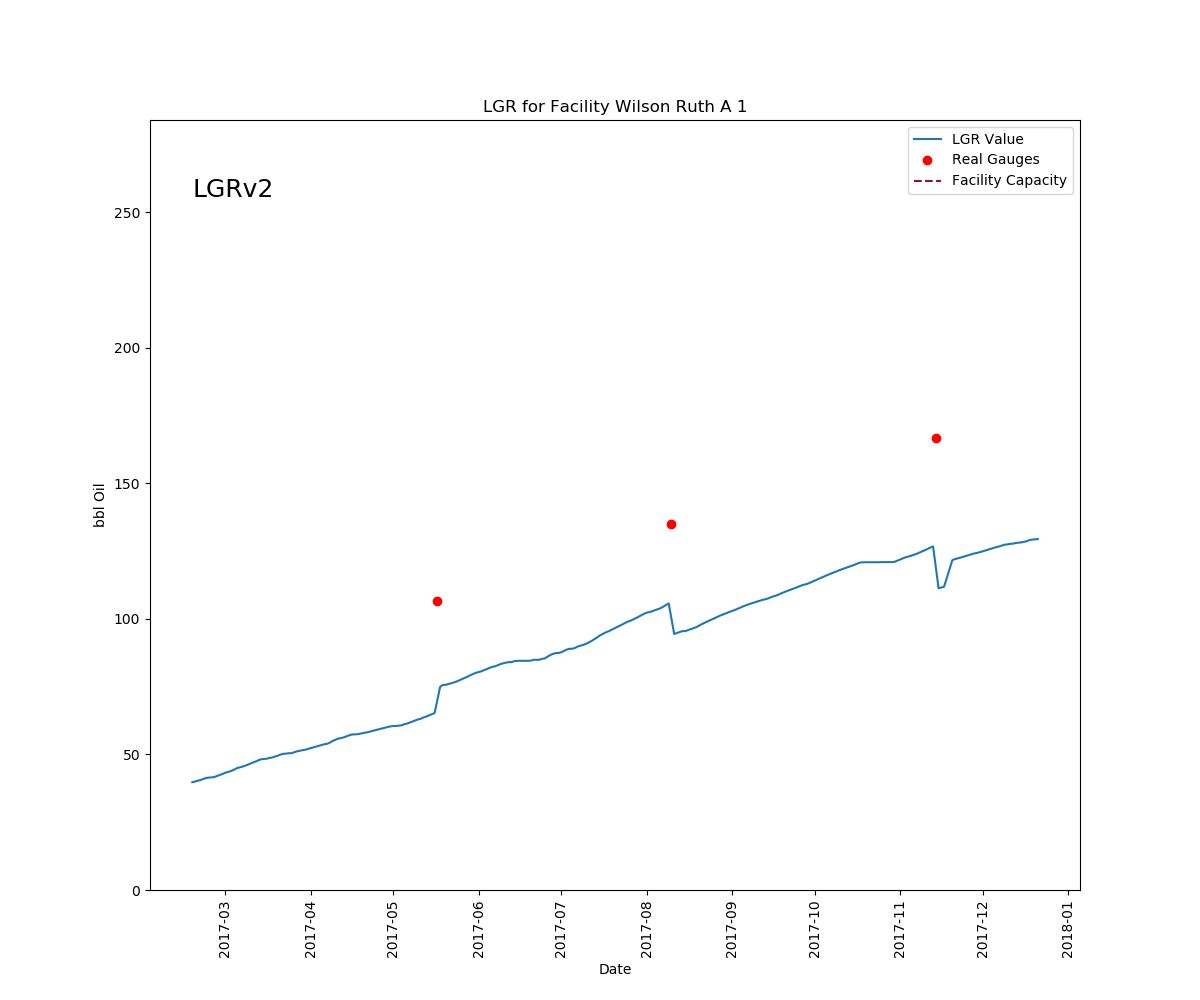 LGR for Facility Wilson Ruth A 1
LGR Value
Real Gauges
Facility Capacity
LGRv2
250
200
150
100
50
0
bbl Oil
2017-03
2017-04
2017-05
2017-06
2017-07
2017-08
2017-09
2017-10
2017-11
2017-12
2018-01
Date